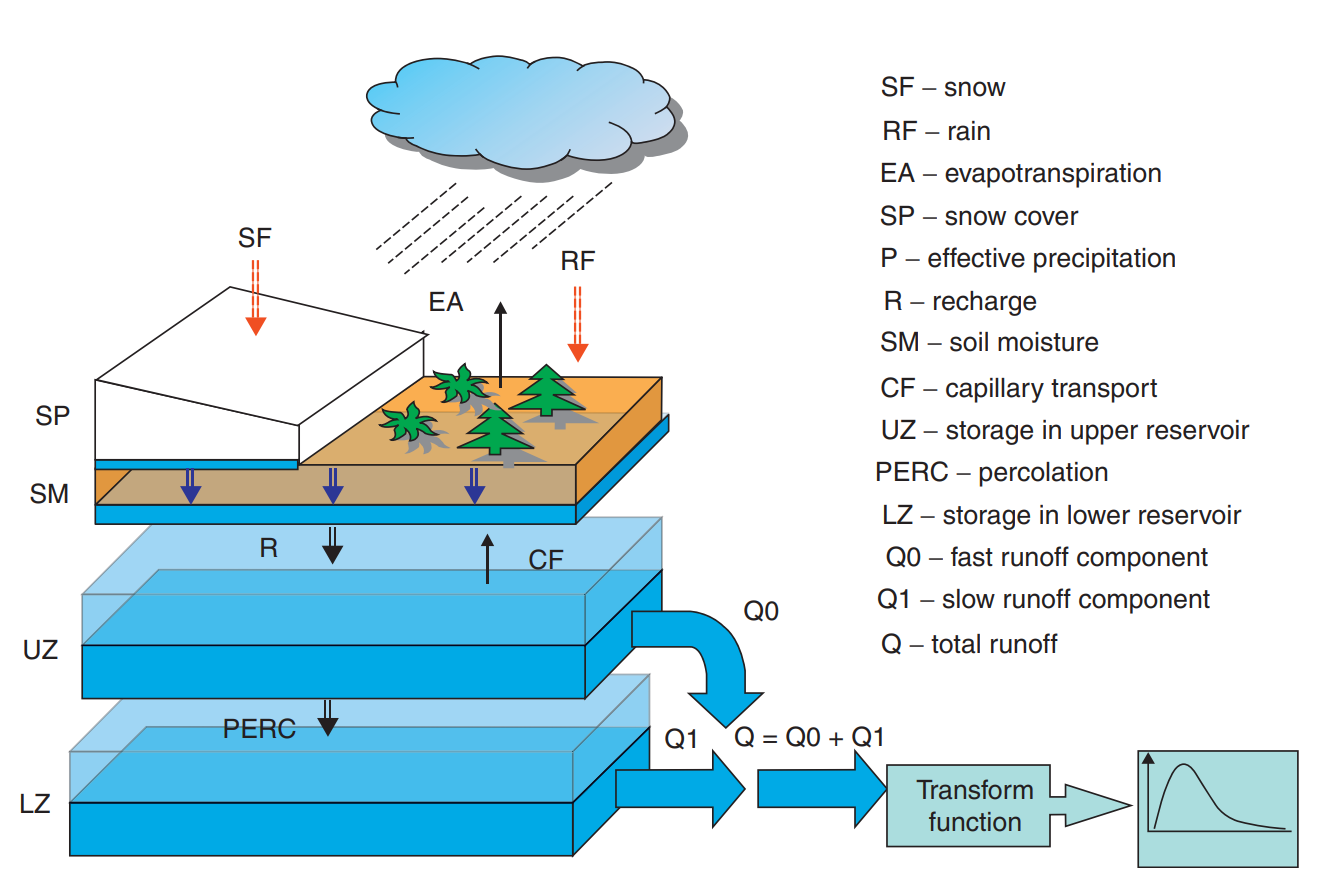 SF
RF
EA
SP
SM
R
CF
UZ
Q0
PERC
Q1
Q = Q0 + Q1
LZ
Transform
function
SF – snow
RF – rain
EA – evapotranspiration
SP – snow cover
P – effective precipitation
R – recharge
SM – soil moisture
CF – capillary transport
UZ – storage in upper reservoir
PERC – percolation
LZ – storage in lower reservoir
Q0 – fast runoff component
Q1 – slow runoff component
Q – total runoff